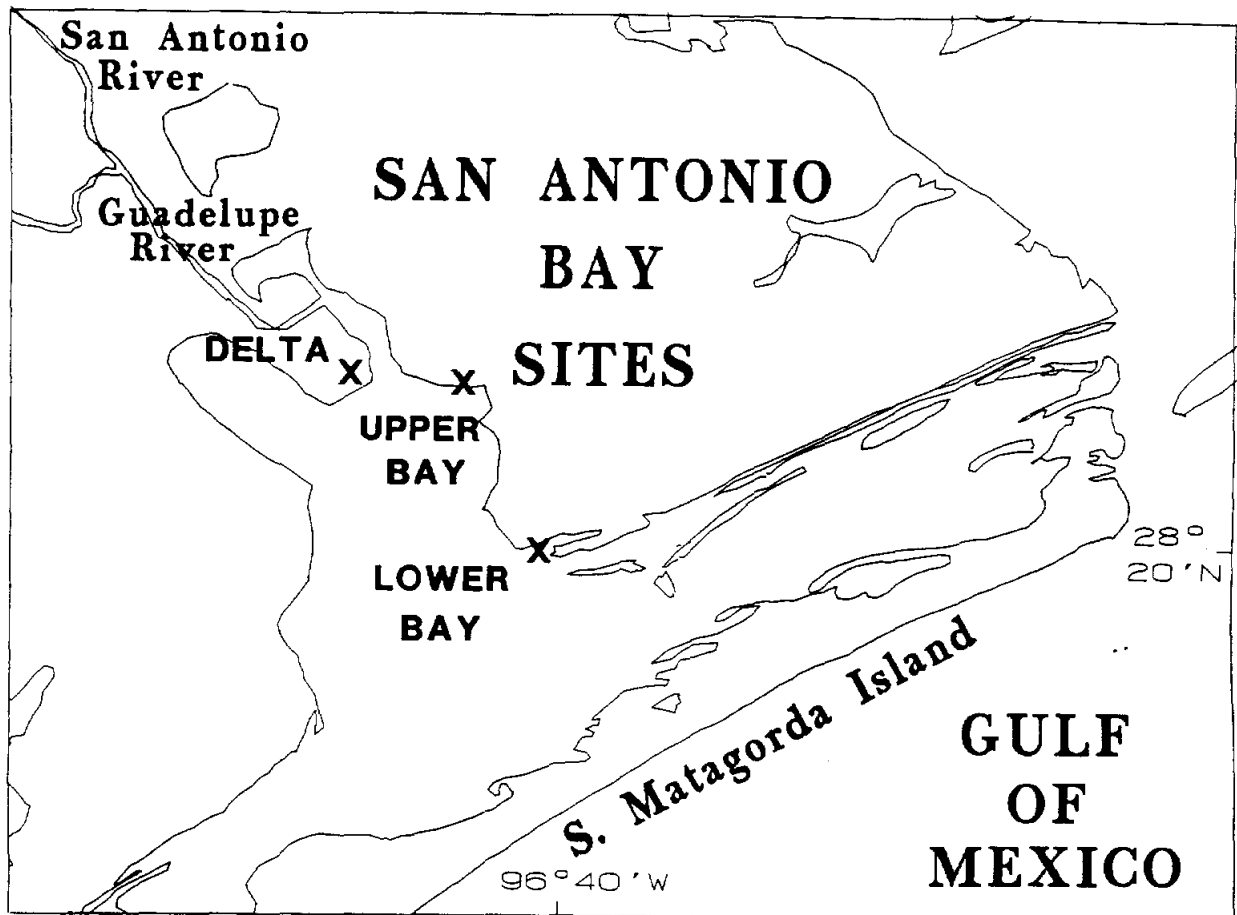 San Antonio
River
SAN ANTONIO
BAY
SITES
Guadelupe
River
DELTA X
X
UPPER
BAY
X
LOWER
BAY
28°
20'N
S. Matagorda Island
GULF
OF
MEXICO
96°40'W